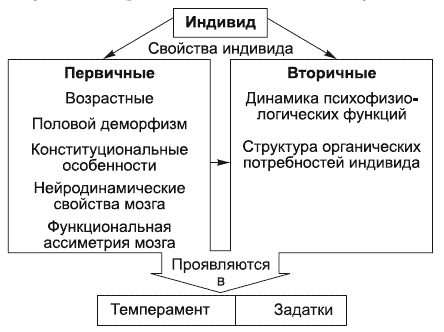 Индивид
Свойства индивида
Первичные
Возрастные
Половой деморфизм
Конституциональные
особенности
Нейродинамические
свойства мозга
Функциональная
ассиметрия мозга
Вторичные
Динамика психофизио-
логических функций
Структура органических
потребностей индивида
Проявляются
в
Темперамент
Задатки